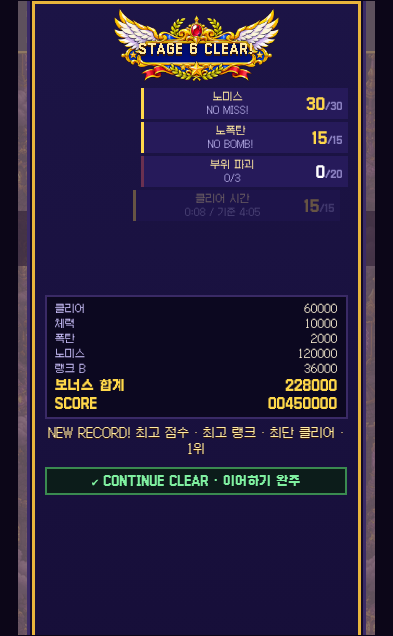 STAGE 6 CLEAR!
노미스
NO MISS!
30/30
노폭탄
NO BOMB!
15/15
부위 파괴
0/3
0/20
클리어 시간
0:08 / 기준 4:05
15/15
클리어 60000
체력 10000
폭탄 2000
노미스 120000
랭크 B 36000
보너스 합계 228000
SCORE 00450000
NEW RECORD! 최고 점수 · 최고 랭크 · 최단 클리어 ·
1위
✔ CONTINUE CLEAR · 이어하기 완주